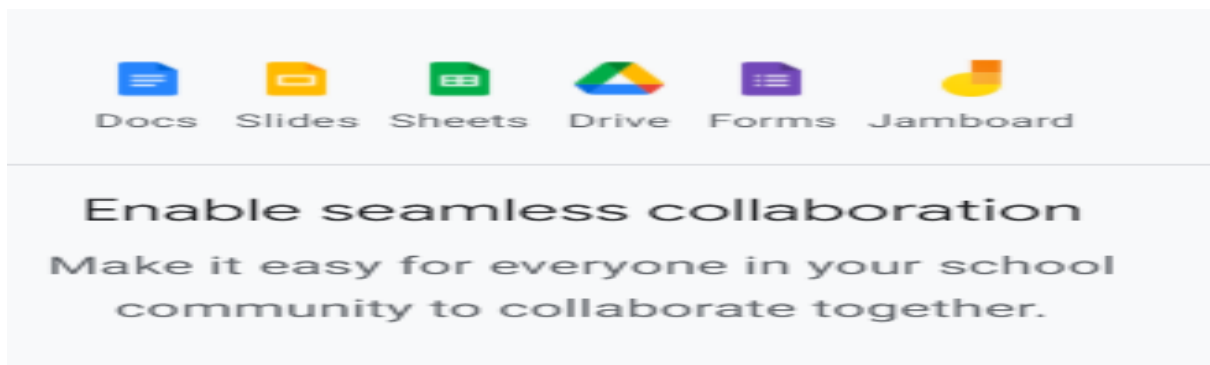 Docs Slides Sheets Drive Forms Jamboard
Enable seamless collaboration
Make it easy for everyone in your school
community to collaborate together.